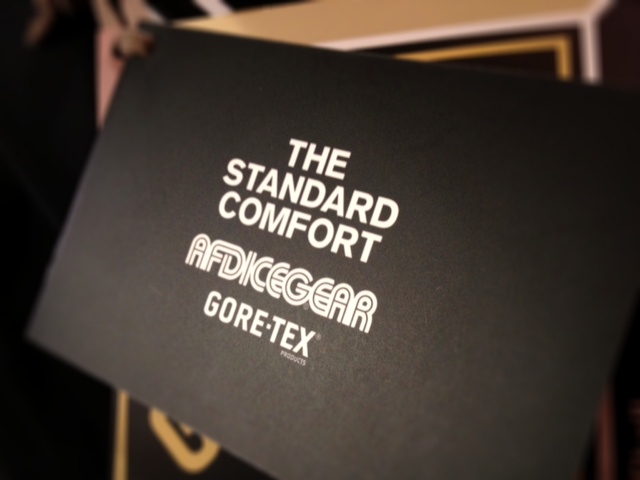 THE
STANDARD
COMFORT
AFDICEGEAR
GORE-TEX®
PRODUCTS